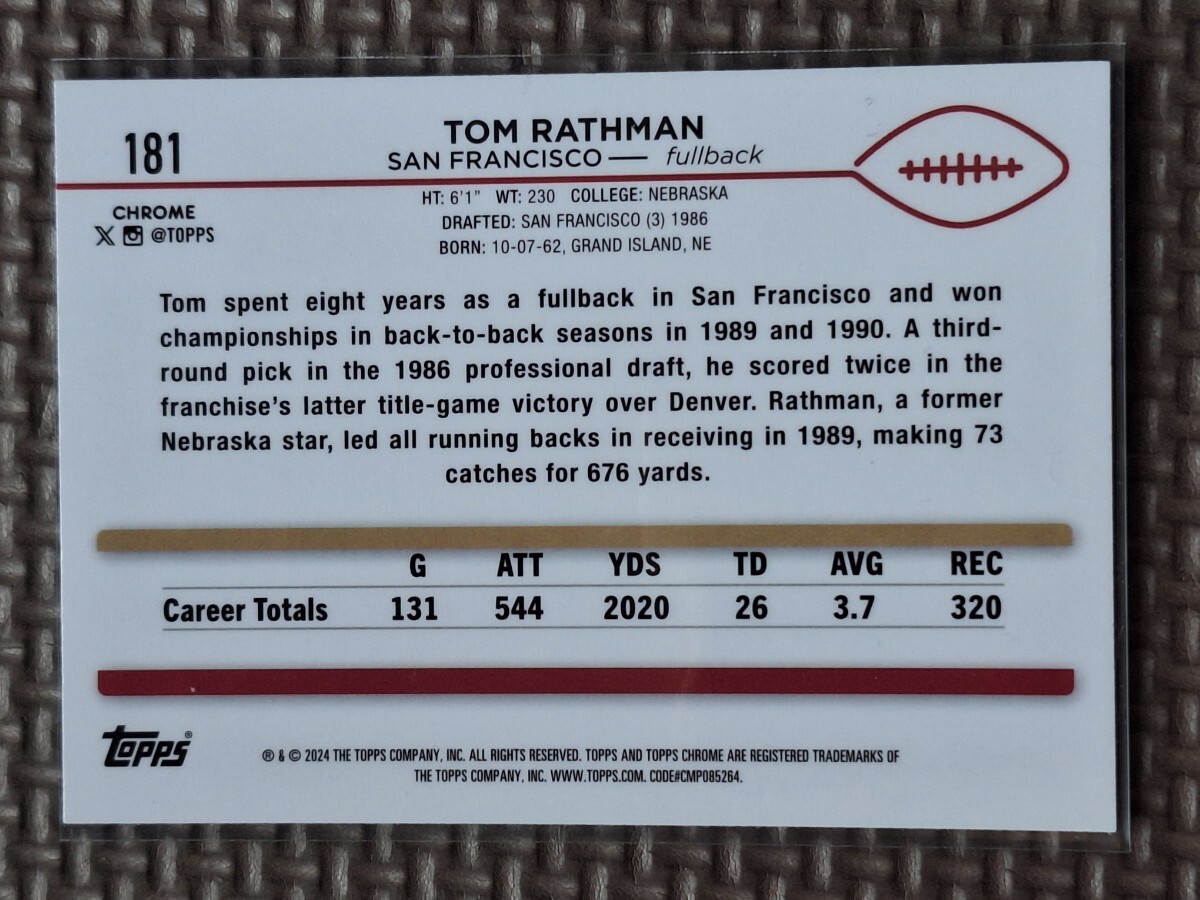 181
TOM RATHMAN
SAN FRANCISCO — fullback
CHROME
X @TOPPS
HT: 6'1" WT: 230 COLLEGE: NEBRASKA
DRAFTED: SAN FRANCISCO (3) 1986
BORN: 10-07-62, GRAND ISLAND, NE
Tom spent eight years as a fullback in San Francisco and won
championships in back-to-back seasons in 1989 and 1990. A third-
round pick in the 1986 professional draft, he scored twice in the
franchise's latter title-game victory over Denver. Rathman, a former
Nebraska star, led all running backs in receiving in 1989, making 73
catches for 676 yards.
G ATT YDS TD AVG REC
Career Totals 131 544 2020 26 3.7 320
Topps®
® & © 2024 THE TOPPS COMPANY, INC. ALL RIGHTS RESERVED. TOPPS AND TOPPS CHROME ARE REGISTERED TRADEMARKS OF
THE TOPPS COMPANY, INC. WWW.TOPPS.COM. CODE#CMP085264.